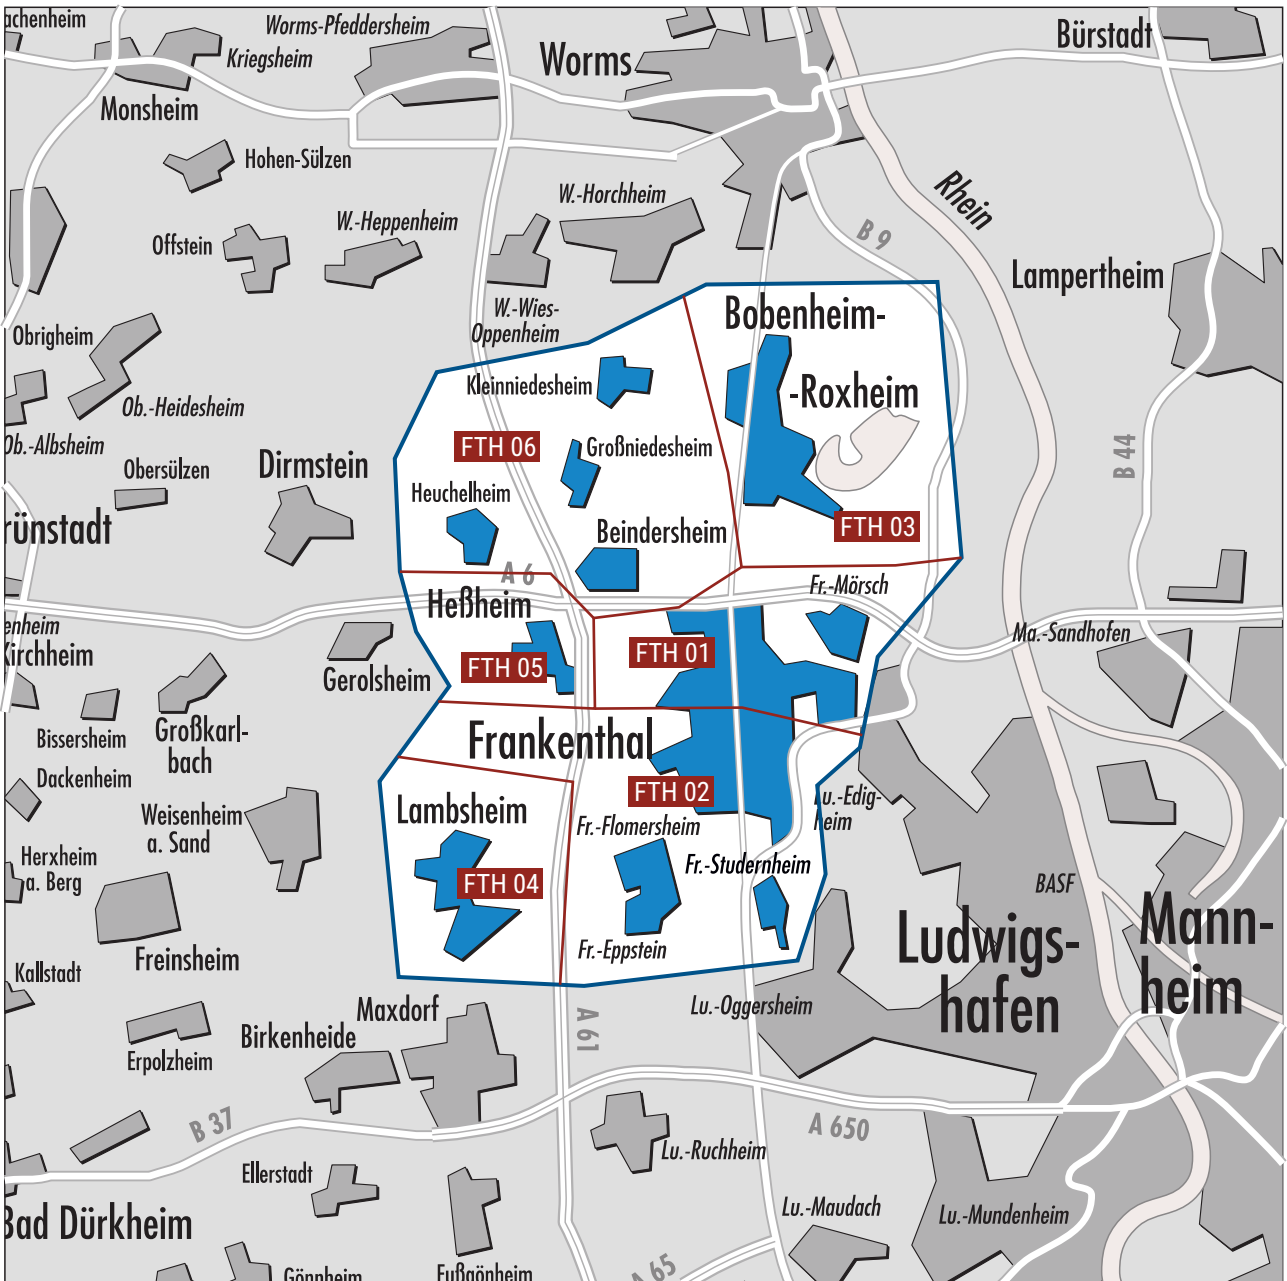 achenheim
Worms-Pfeddersheim
Kriegsheim
Worms
Bürstadt
Monsheim
Hohen-Sülzen
Rhein
W.-Horchheim
W.-Heppenheim
Offstein
B 9
Lampertheim
W.-Wies-
Oppenheim
Bobenheim-
-Roxheim
Obrigheim
Kleinniedesheim
Ob.-Heidesheim
Ob.-Albsheim
FTH 06
Großniedesheim
B 44
Obersülzen
Dirmstein
Heuchelheim
rünstadt
Beindersheim
FTH 03
A 6
Fr.-Mörsch
Heßheim
enheim
Kirchheim
Ma.-Sandhofen
FTH 01
FTH 05
Gerolsheim
Bissersheim
Großkarl-
bach
Frankenthal
Dackenheim
FTH 02
Lu.-Edig-
heim
Weisenheim
a. Sand
Lambsheim
Fr.-Flomersheim
Herxheim
a. Berg
Fr.-Studernheim
FTH 04
BASF
Ludwigs-
hafen
Mann-
heim
Freinsheim
Fr.-Eppstein
Kallstadt
Lu.-Oggersheim
Maxdorf
Birkenheide
A 61
Erpolzheim
B 37
A 650
Lu.-Ruchheim
Ellerstadt
Bad Dürkheim
Lu.-Maudach
Lu.-Mundenheim
Gönnheim
Fußgönheim
A 65